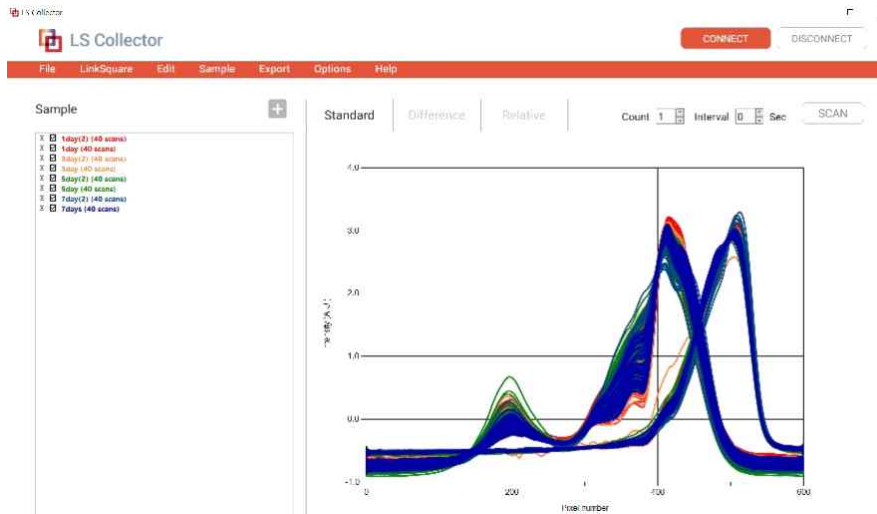 LS Collector
LS Collector
CONNECT
DISCONNECT
File LinkSquare Edit Sample Export Options Help
Sample
Standard Difference Relative Count 1 Interval 0 Sec SCAN
X 1day(2) (40 scans)
X 1day (40 scans)
X 3day(2) (40 scans)
X 3day (40 scans)
X 5day(2) (40 scans)
X 5day (40 scans)
X 7day(2) (40 scans)
X 7days (40 scans)
4.0
3.0
2.0
1.0
0.0
-1.0
0 200 400 600
Pixel number